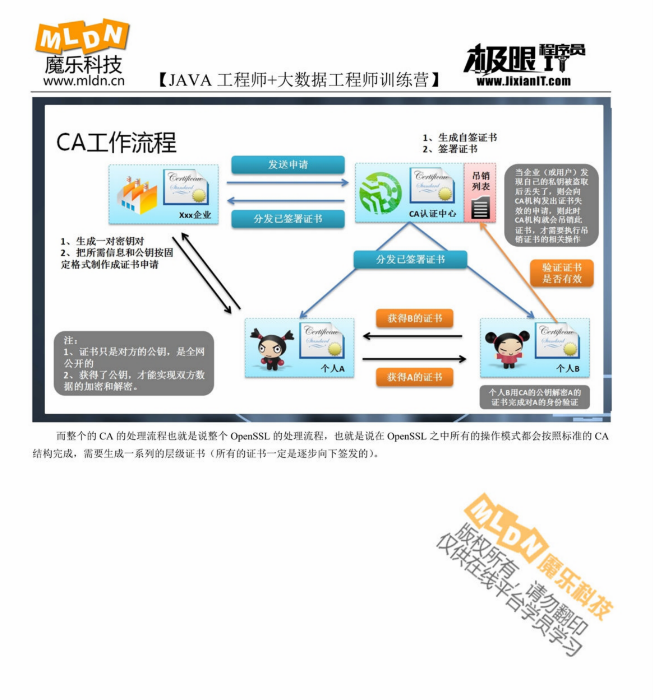 MLDN
魔乐科技
www.mldn.cn
【JAVA 工程师+大数据工程师训练营】
极限IT
程序员
www.JixianIT.com
CA工作流程
1、生成自签证书
2、签署证书
发送申请
Certificate
Standard
Xxx企业
分发已签署证书
Certificate
Standard
CA认证中心
吊销
列表
当企业（或用户）发
现自己的私钥被盗取
后丢失了，则会向
CA机构发出证书失
效的申请，则此时
CA机构就会吊销此
证书，才需要执行吊
销证书的相关操作
1、生成一对密钥对
2、把所需信息和公钥按固
定格式制作成证书申请
分发已签署证书
验证证书
是否有效
注：
1、证书只是对方的公钥，是全网
公开的
2、获得了公钥，才能实现双方数
据的加密和解密。
Certificate
Standard
个人A
获得B的证书
获得A的证书
Certificate
Standard
个人B
个人B用CA的公钥解密A的
证书完成对A的身份验证
而整个的 CA 的处理流程也就是说整个 OpenSSL 的处理流程，也就是说在 OpenSSL 之中所有的操作模式都会按照标准的 CA
结构完成，需要生成一系列的层级证书（所有的证书一定是逐步向下签发的）。
MLDN 魔乐科技
版权所有，请勿翻印
仅供在线平台学员学习